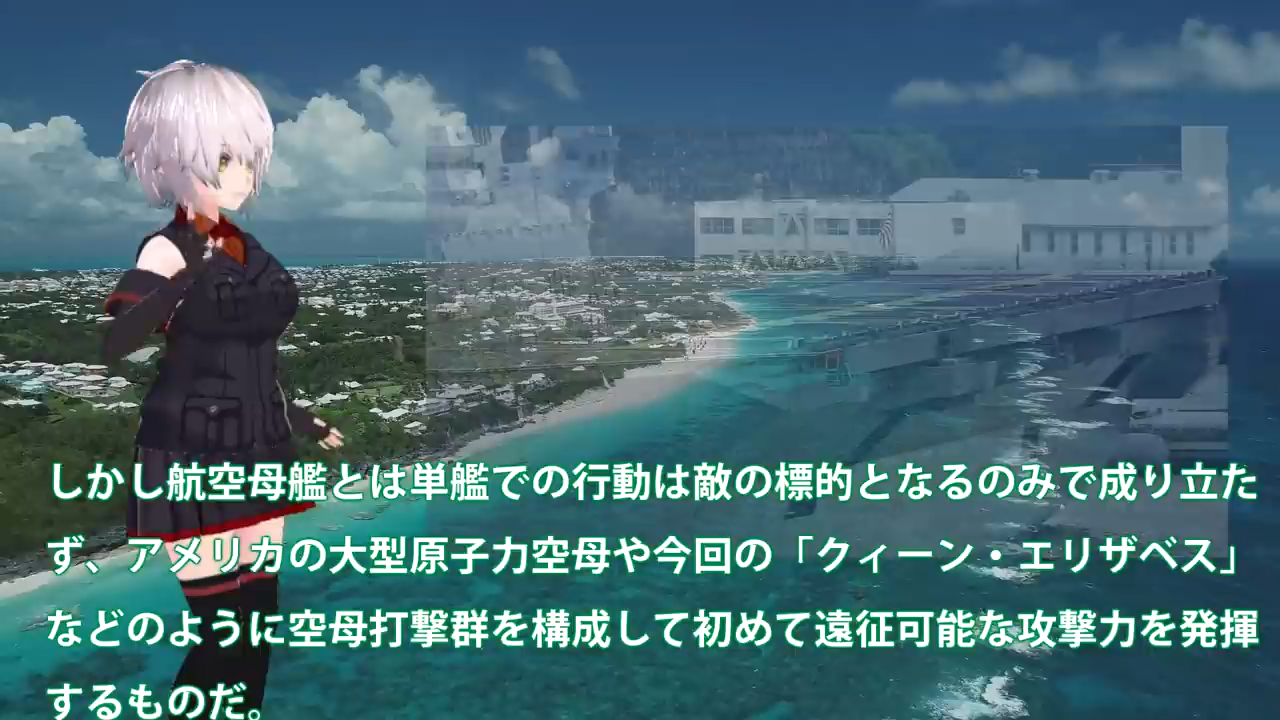 しかし航空母艦とは単艦での行動は敵の標的となるのみで成り立た
ず、アメリカの大型原子力空母や今回の「クィーン・エリザベス」
などのように空母打撃群を構成して初めて遠征可能な攻撃力を発揮
するものだ。